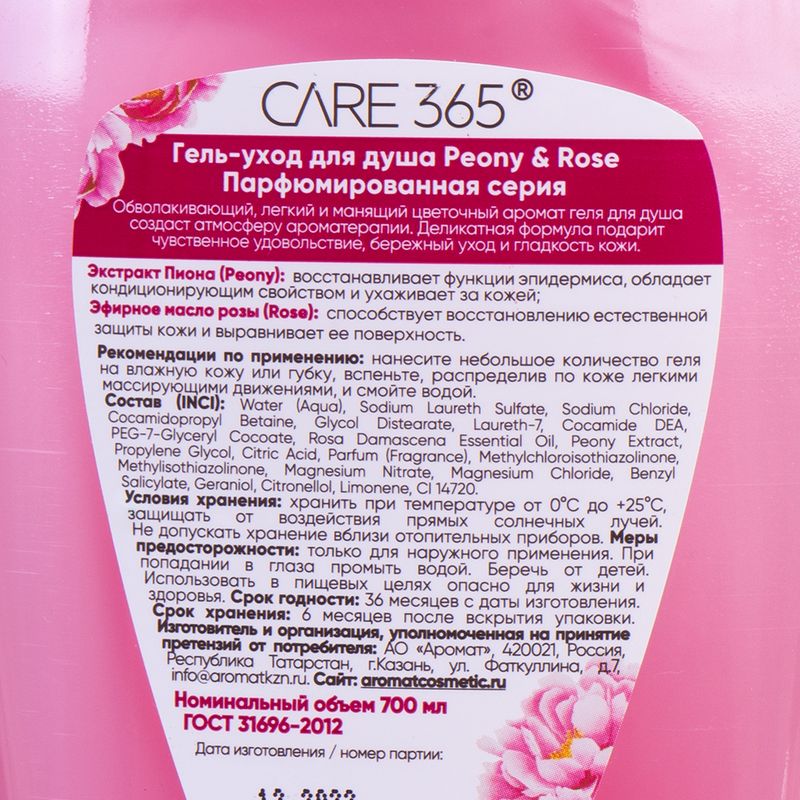 CARE 365®
Гель-уход для душа Peony & Rose
Парфюмированная серия
Обволакивающий, легкий и манящий цветочный аромат геля для душа
создаст атмосферу ароматерапии. Деликатная формула подарит
чувственное удовольствие, бережный уход и гладкость кожи.
Экстракт Пиона (Peony): восстанавливает функции эпидермиса, обладает
кондиционирующим свойством и ухаживает за кожей;
Эфирное масло розы (Rose): способствует восстановлению естественной
защиты кожи и выравнивает ее поверхность.
Рекомендации по применению: нанесите небольшое количество геля
на влажную кожу или губку, вспеньте, распределив по коже легкими
массирующими движениями, и смойте водой.
Состав (INCI): Water (Aqua), Sodium Laureth Sulfate, Sodium Chloride,
Cocamidopropyl Betaine, Glycol Distearate, Laureth-7, Cocamide DEA,
PEG-7-Glyceryl Cocoate, Rosa Damascena Essential Oil, Peony Extract,
Propylene Glycol, Citric Acid, Parfum (Fragrance), Methylchloroisothiazolinone,
Methylisothiazolinone, Magnesium Nitrate, Magnesium Chloride, Benzyl
Salicylate, Geraniol, Citronellol, Limonene, CI 14720.
Условия хранения: хранить при температуре от 0°С до +25°С,
защищать от воздействия прямых солнечных лучей.
Не допускать хранение вблизи отопительных приборов. Меры
предосторожности: только для наружного применения. При
попадании в глаза промыть водой. Беречь от детей.
Использовать в пищевых целях опасно для жизни и
здоровья. Срок годности: 36 месяцев с даты изготовления.
Срок хранения: 6 месяцев после вскрытия упаковки.
Изготовитель и организация, уполномоченная на принятие
претензий от потребителя: АО «Аромат», 420021, Россия,
Республика Татарстан, г.Казань, ул. Фаткуллина, д.7,
info@aromatkzn.ru. Сайт: aromatcosmetic.ru
Номинальный объем 700 мл
ГОСТ 31696-2012
Дата изготовления / номер партии:
12 2022